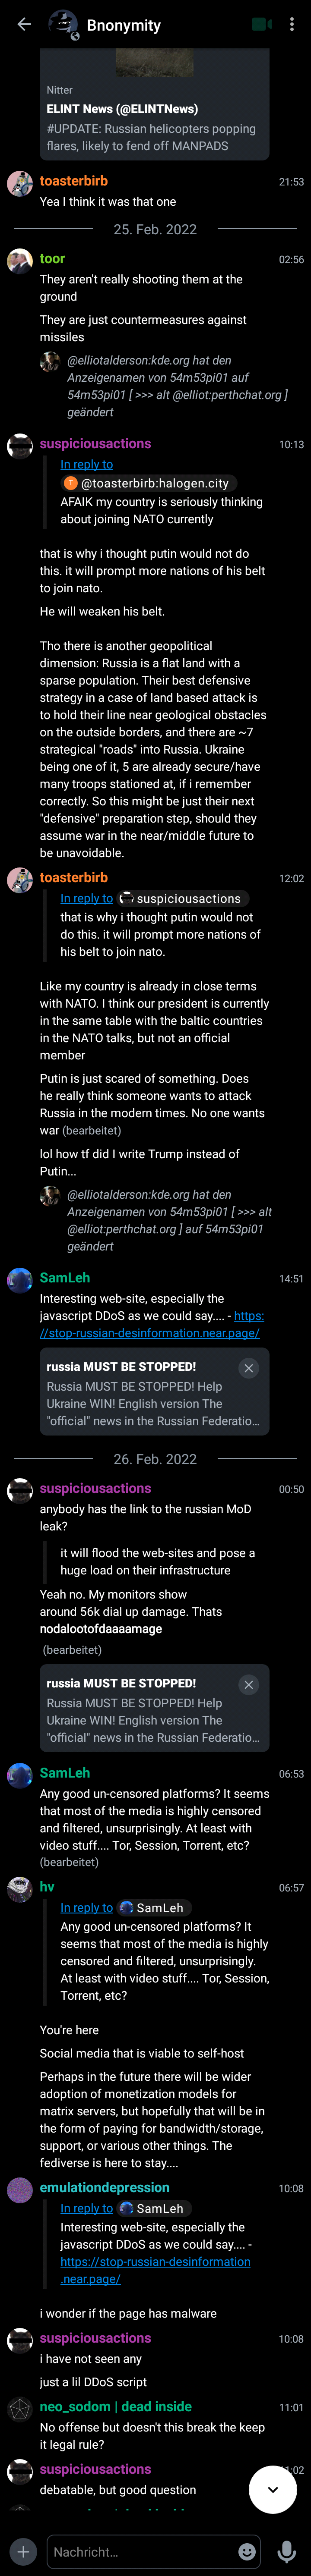 Bnonymity
Nitter
ELINT News (@ELINTNews)
#UPDATE: Russian helicopters popping
flares, likely to fend off MANPADS
toasterbirb 21:53
Yea I think it was that one
25. Feb. 2022
toor 02:56
They aren't really shooting them at the
ground
They are just countermeasures against
missiles
@elliotalderson:kde.org hat den
Anzeigenamen von 54m53pi01 auf
54m53pi01 [ >>> alt @elliot:perthchat.org ]
geändert
suspiciousactions 10:13
In reply to
T @toasterbirb:halogen.city
AFAIK my country is seriously thinking
about joining NATO currently
that is why i thought putin would not do
this. it will prompt more nations of his belt
to join nato.
He will weaken his belt.
Tho there is another geopolitical
dimension: Russia is a flat land with a
sparse population. Their best defensive
strategy in a case of land based attack is
to hold their line near geological obstacles
on the outside borders, and there are ~7
strategical "roads" into Russia. Ukraine
being one of it, 5 are already secure/have
many troops stationed at, if i remember
correctly. So this might be just their next
"defensive" preparation step, should they
assume war in the near/middle future to
be unavoidable.
toasterbirb 12:02
In reply to suspiciousactions
that is why i thought putin would not
do this. it will prompt more nations of
his belt to join nato.
Like my country is already in close terms
with NATO. I think our president is currently
in the same table with the baltic countries
in the NATO talks, but not an official
member
Putin is just scared of something. Does
he really think someone wants to attack
Russia in the modern times. No one wants
war (bearbeitet)
lol how tf did I write Trump instead of
Putin...
@elliotalderson:kde.org hat den
Anzeigenamen von 54m53pi01 [ >>> alt
@elliot:perthchat.org ] auf 54m53pi01
geändert
SamLeh 14:51
Interesting web-site, especially the
javascript DDoS as we could say.... - https:
//stop-russian-desinformation.near.page/
russia MUST BE STOPPED!
Russia MUST BE STOPPED! Help
Ukraine WIN! English version The
"official" news in the Russian Federatio...
26. Feb. 2022
suspiciousactions 00:50
anybody has the link to the russian MoD
leak?
it will flood the web-sites and pose a
huge load on their infrastructure
Yeah no. My monitors show
around 56k dial up damage. Thats
nodalootofdaaaamage
(bearbeitet)
russia MUST BE STOPPED!
Russia MUST BE STOPPED! Help
Ukraine WIN! English version The
"official" news in the Russian Federatio...
SamLeh 06:53
Any good un-censored platforms? It seems
that most of the media is highly censored
and filtered, unsurprisingly. At least with
video stuff.... Tor, Session, Torrent, etc?
(bearbeitet)
hv 06:57
In reply to SamLeh
Any good un-censored platforms? It
seems that most of the media is highly
censored and filtered, unsurprisingly.
At least with video stuff.... Tor, Session,
Torrent, etc?
You're here
Social media that is viable to self-host
Perhaps in the future there will be wider
adoption of monetization models for
matrix servers, but hopefully that will be in
the form of paying for bandwidth/storage,
support, or various other things. The
fediverse is here to stay....
emulationdepression 10:08
In reply to SamLeh
Interesting web-site, especially the
javascript DDoS as we could say.... -
https://stop-russian-desinformation
.near.page/
i wonder if the page has malware
suspiciousactions 10:08
i have not seen any
just a lil DDoS script
neo_sodom | dead inside 11:01
No offense but doesn't this break the keep
it legal rule?
suspiciousactions 1:02
debatable, but good question
Nachricht...